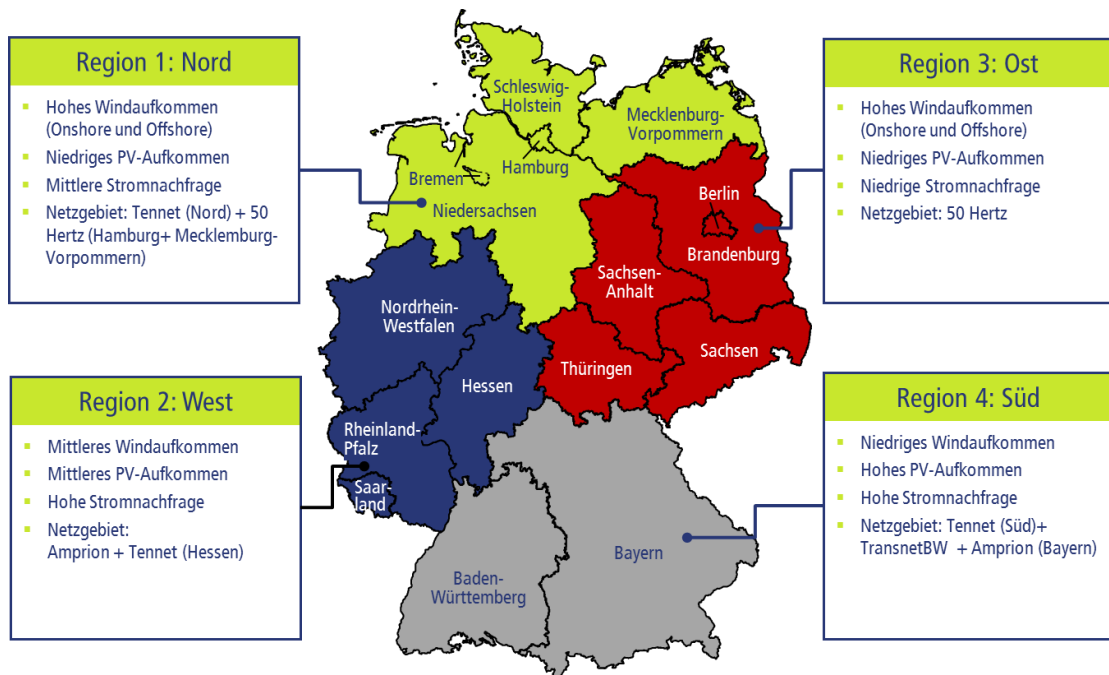 Region 1: Nord
Hohes Windaufkommen
(Onshore und Offshore)
Niedriges PV-Aufkommen
Mittlere Stromnachfrage
Netzgebiet: Tennet (Nord) + 50
Hertz (Hamburg+ Mecklemburg-
Vorpommern)
Region 2: West
Mittleres Windaufkommen
Mittleres PV-Aufkommen
Hohe Stromnachfrage
Netzgebiet:
Amprion + Tennet (Hessen)
Schleswig-
Holstein
Mecklenburg-
Vorpommern
Hamburg
Bremen
Niedersachsen
Berlin
Brandenburg
Sachsen-
Anhalt
Nordrhein-
Westfalen
Sachsen
Thüringen
Hessen
Rheinland-
Pfalz
Saar-
land
Bayern
Baden-
Württemberg
Region 3: Ost
Hohes Windaufkommen
(Onshore und Offshore)
Niedriges PV-Aufkommen
Niedrige Stromnachfrage
Netzgebiet: 50 Hertz
Region 4: Süd
Niedriges Windaufkommen
Hohes PV-Aufkommen
Hohe Stromnachfrage
Netzgebiet: Tennet (Süd)+
TransnetBW + Amprion (Bayern)